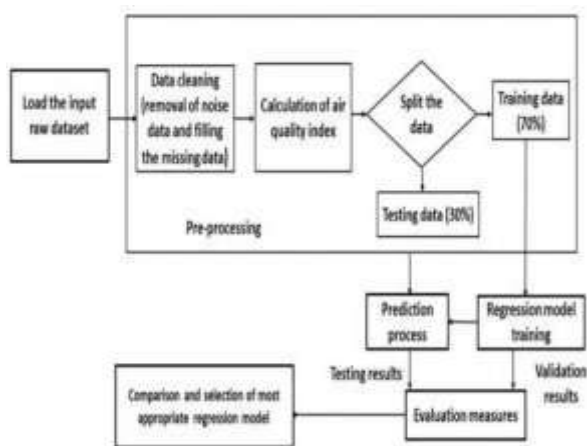 Load the input
raw dataset
Data cleaning
(removal of noise
data and filling
the missing data)
Calculation of air
quality index
Split the
data
Training data
(70%)
Testing data (30%)
Pre-processing
Prediction
process
Regression model
training
Testing results
Validation
results
Comparison and selection of most
appropriate regression model
Evaluation measures